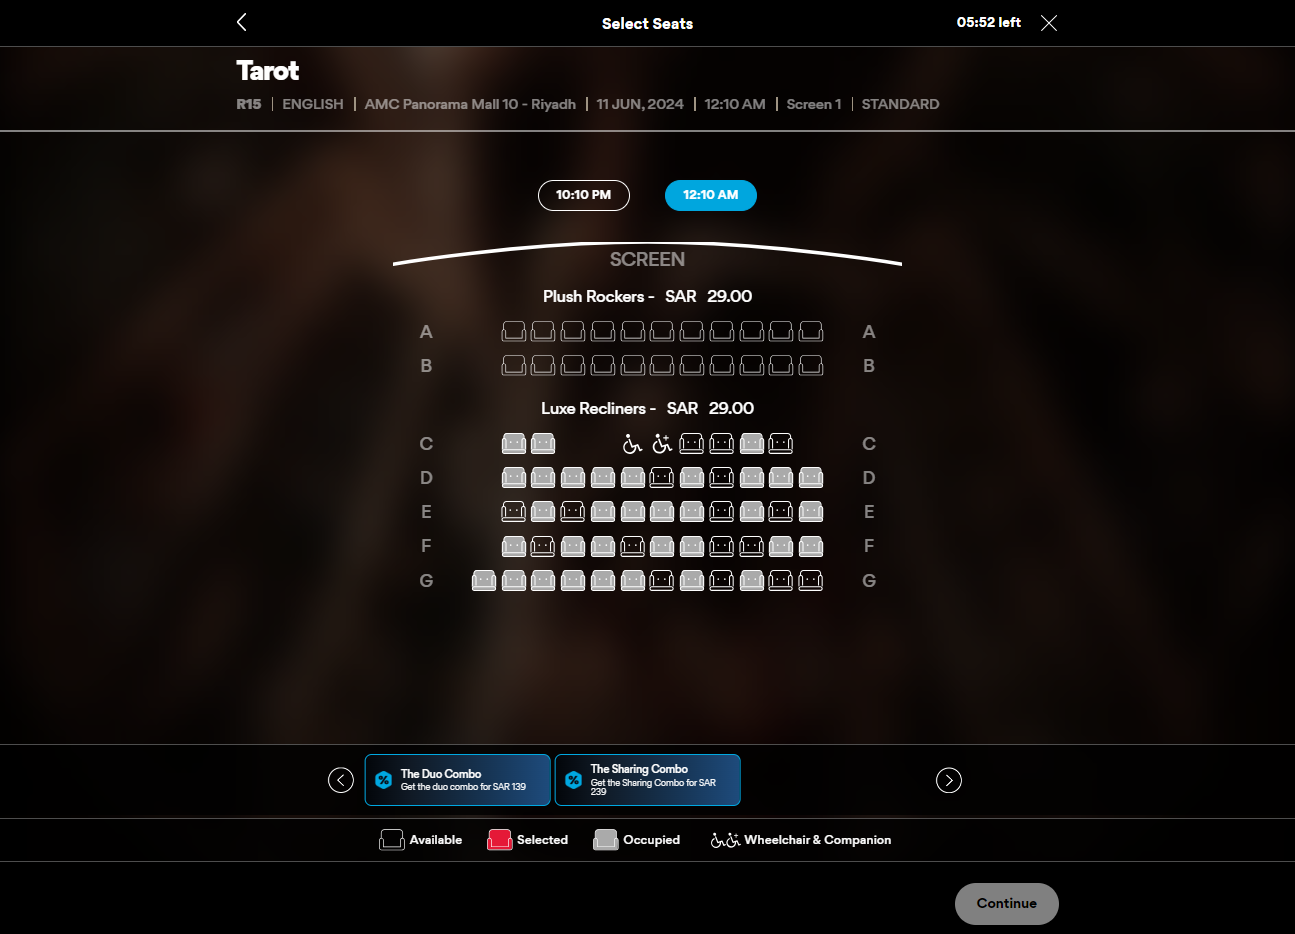 Select Seats
05:52 left
Tarot
R15 | ENGLISH | AMC Panorama Mall 10 - Riyadh | 11 JUN, 2024 | 12:10 AM | Screen 1 | STANDARD
10:10 PM
12:10 AM
SCREEN
Plush Rockers - SAR 29.00
A A
B B
Luxe Recliners - SAR 29.00
C C
D D
E E
F F
G G
The Duo Combo
Get the duo combo for SAR 139
The Sharing Combo
Get the Sharing Combo for SAR
239
Available
Selected
Occupied
Wheelchair & Companion
Continue